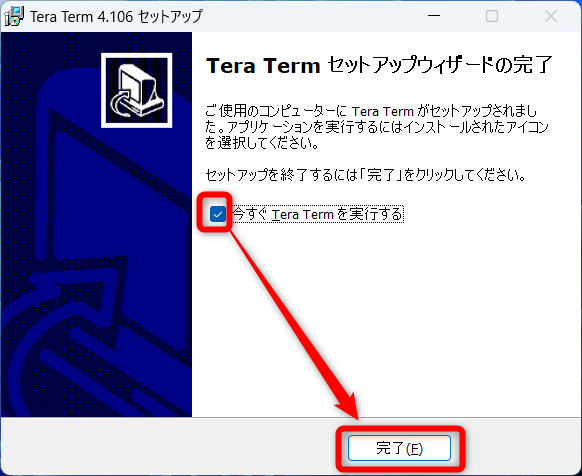 Tera Term 4.106 セットアップ
Tera Term セットアップウィザードの完了
ご使用のコンピューターに Tera Term がセットアップされまし
た。アプリケーションを実行するにはインストールされたアイコン
を選択してください。
セットアップを終了するには「完了」をクリックしてください。
今すぐ Tera Term を実行する
完了(F)